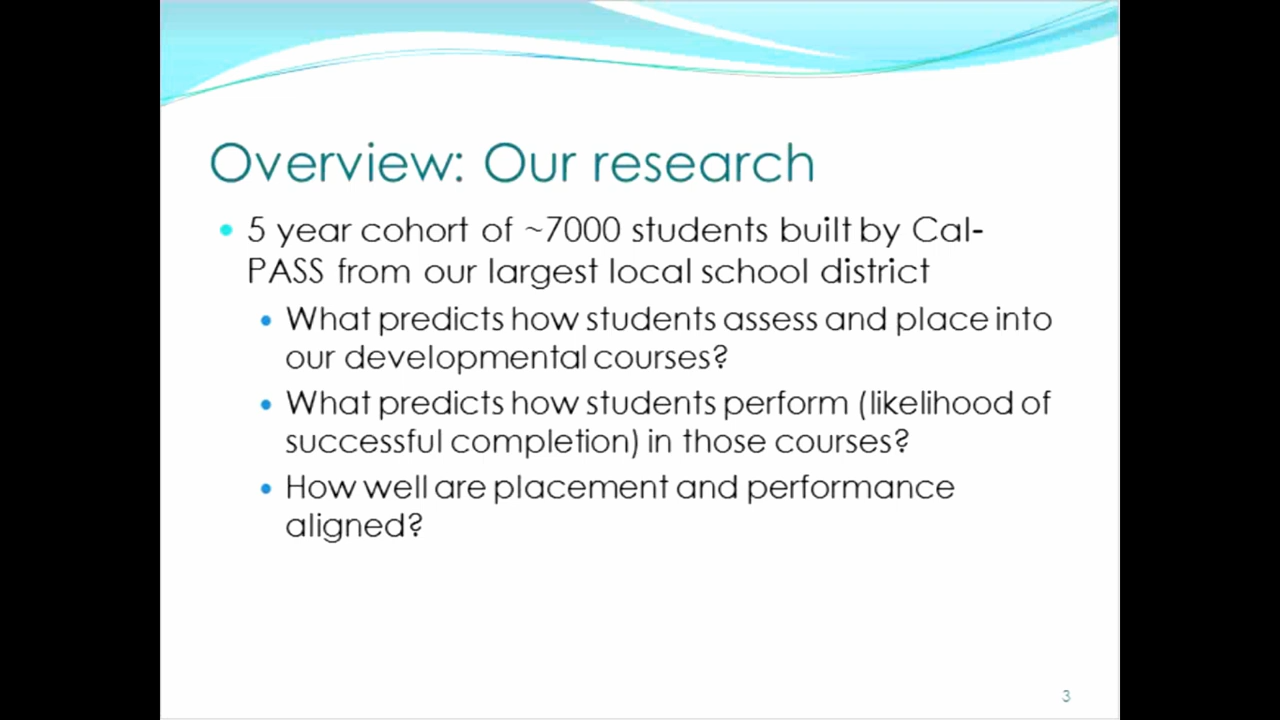 Overview: Our research
• 5 year cohort of ~7000 students built by Cal-
PASS from our largest local school district
• What predicts how students assess and place into
our developmental courses?
• What predicts how students perform (likelihood of
successful completion) in those courses?
• How well are placement and performance
aligned?
3